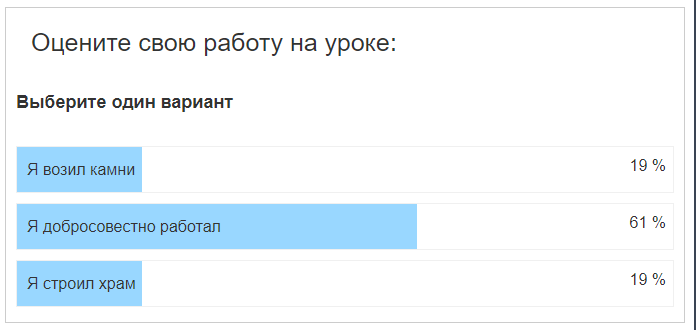 Оцените свою работу на уроке:
Выберите один вариант
Я возил камни 19 %
Я добросовестно работал 61 %
Я строил храм 19 %